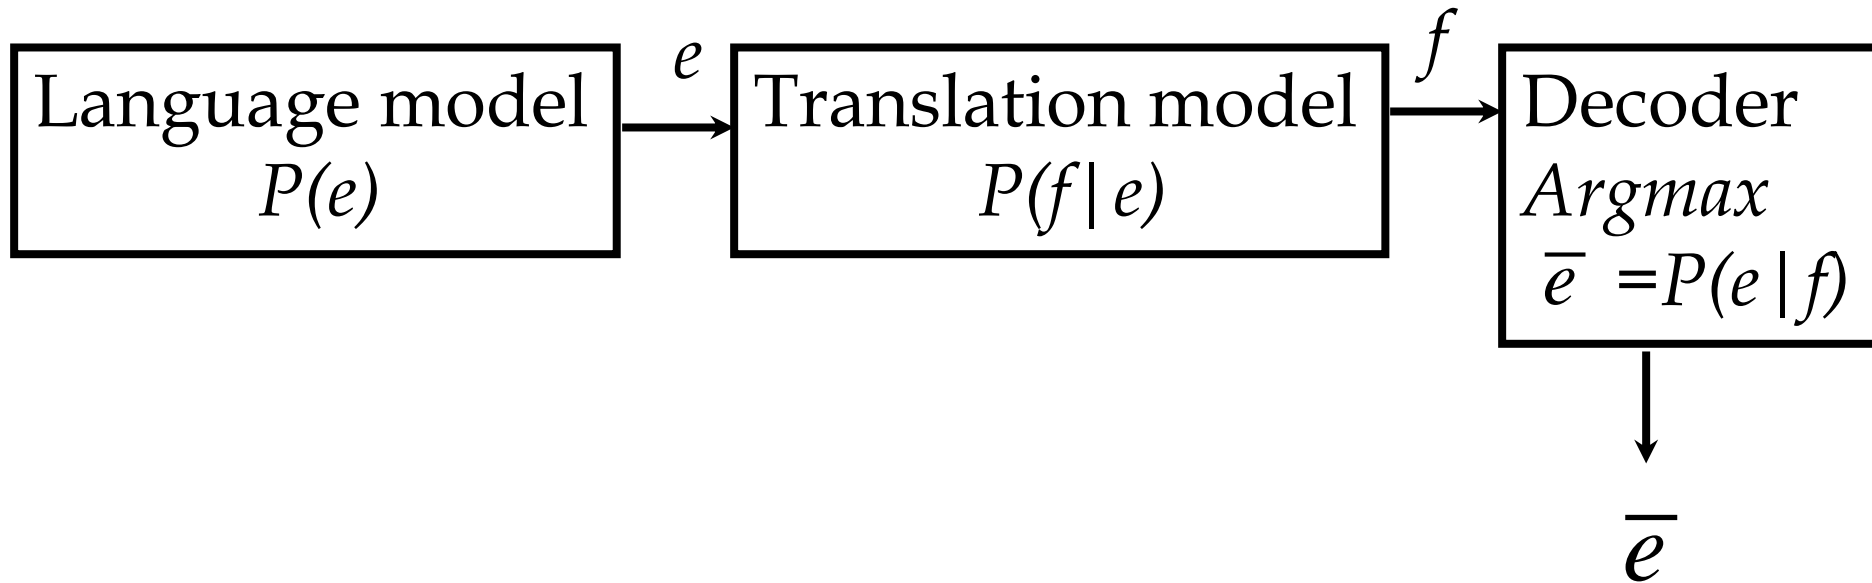 Language model
P(e)
e
Translation model
P(f|e)
f
Decoder
Argmax
e̅ =P(e|f)
e̅